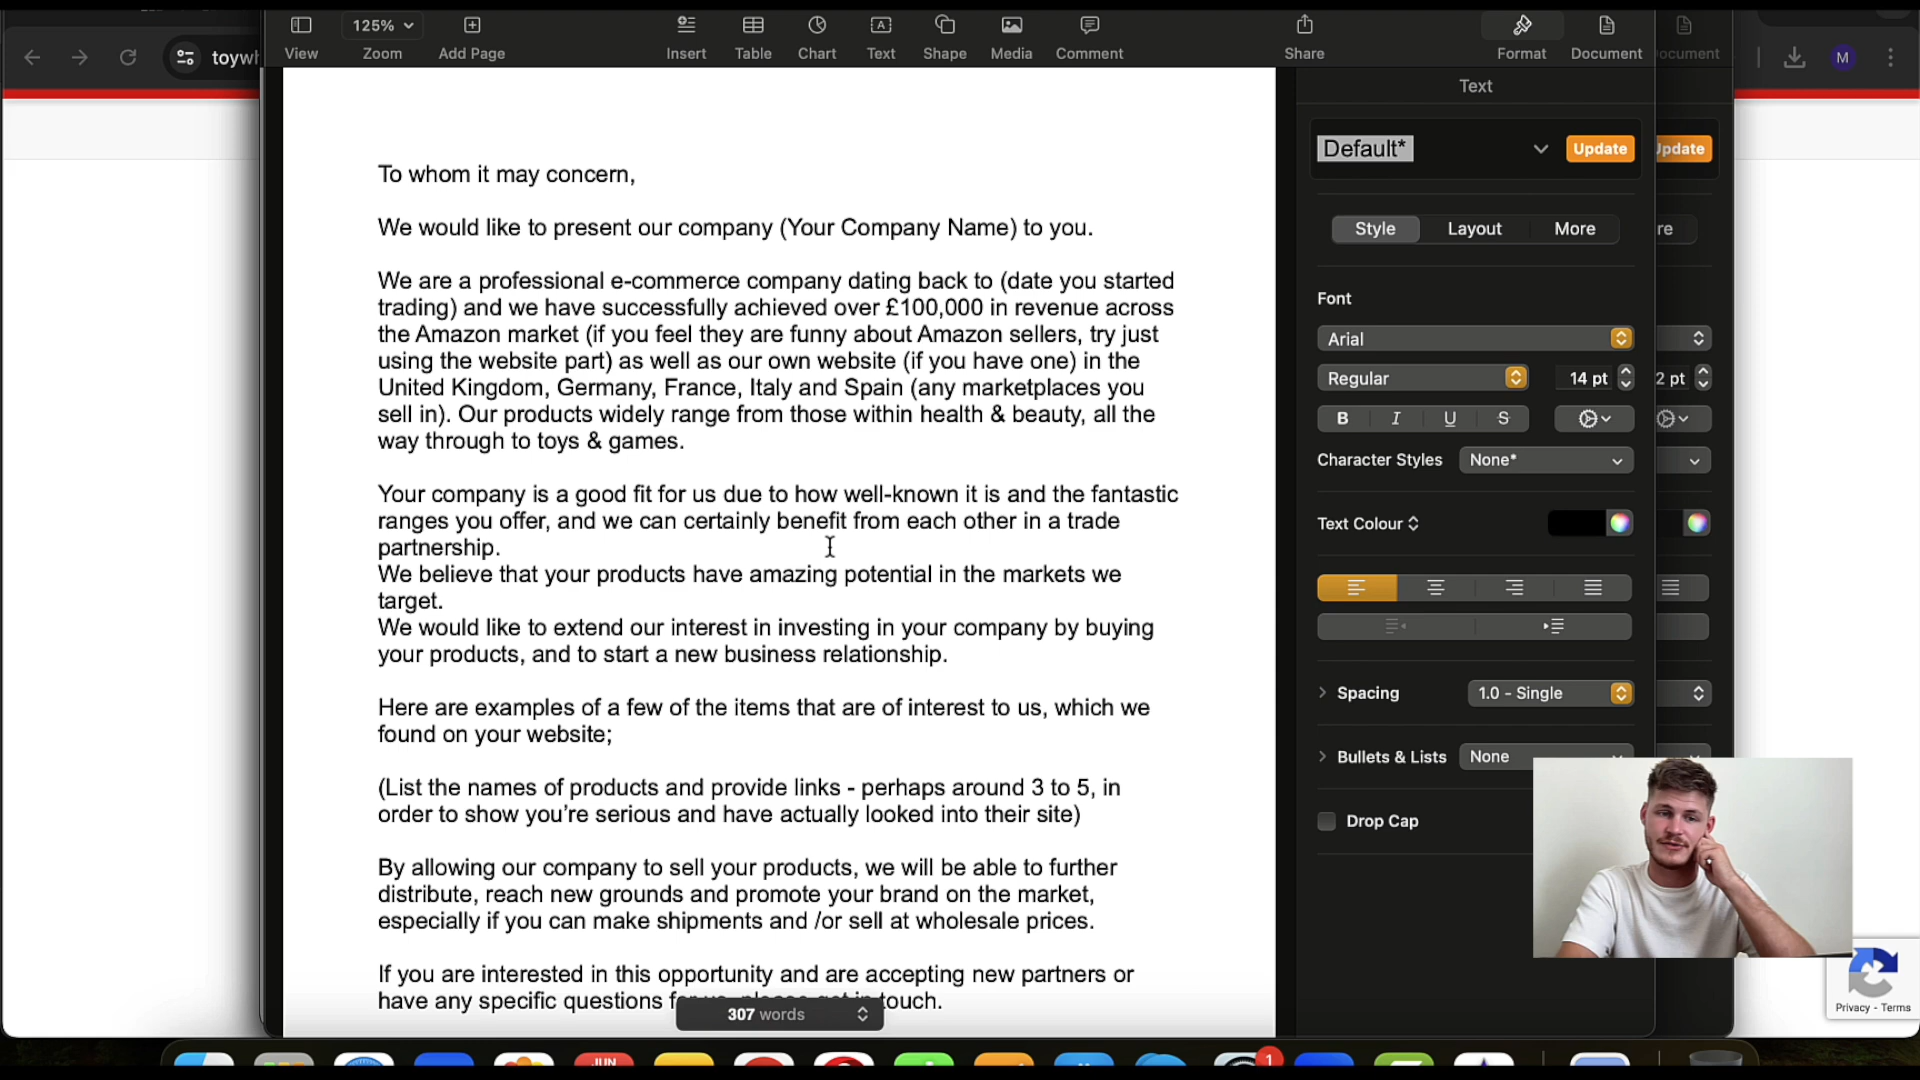 125%
View
Zoom
Add Page
Insert
Table
Chart
Text
Shape
Media
Comment
Share
Format
Document
ocument
toywh
M
Text
Default*
Update
Update
Style
Layout
More
re
To whom it may concern,
We would like to present our company (Your Company Name) to you.
We are a professional e-commerce company dating back to (date you started
trading) and we have successfully achieved over £100,000 in revenue across
the Amazon market (if you feel they are funny about Amazon sellers, try just
using the website part) as well as our own website (if you have one) in the
United Kingdom, Germany, France, Italy and Spain (any marketplaces you
sell in). Our products widely range from those within health & beauty, all the
way through to toys & games.
Your company is a good fit for us due to how well-known it is and the fantastic
ranges you offer, and we can certainly benefit from each other in a trade
partnership.
We believe that your products have amazing potential in the markets we
target.
We would like to extend our interest in investing in your company by buying
your products, and to start a new business relationship.
Here are examples of a few of the items that are of interest to us, which we
found on your website;
(List the names of products and provide links - perhaps around 3 to 5, in
order to show you’re serious and have actually looked into their site)
By allowing our company to sell your products, we will be able to further
distribute, reach new grounds and promote your brand on the market,
especially if you can make shipments and /or sell at wholesale prices.
If you are interested in this opportunity and are accepting new partners or
have any specific questions touch.
307 words
Font
Arial
Regular
14 pt
2 pt
B I U S
Character Styles
None*
Text Colour
Spacing
1.0 - Single
Bullets & Lists
None
Drop Cap
Privacy - Terms
JUN
1